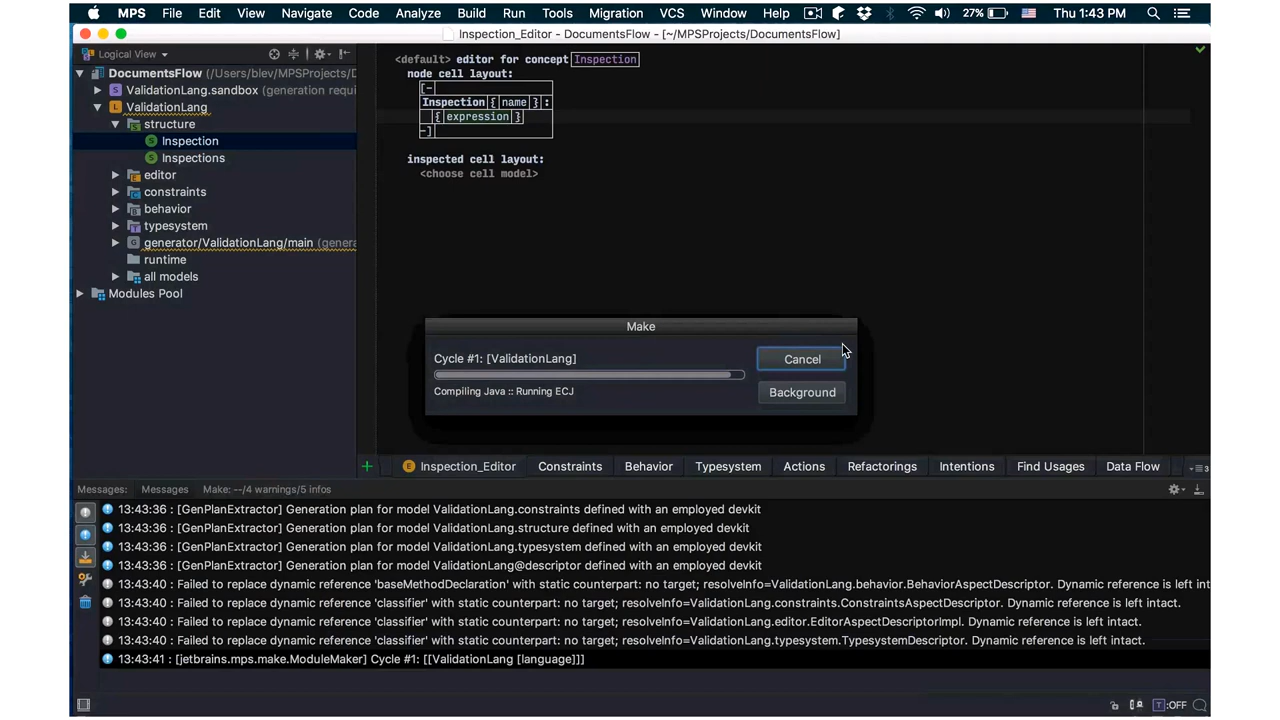 MPS File Edit View Navigate Code Analyze Build Run Tools Migration VCS Window Help 27% Thu 1:43 PM
Inspection_Editor - DocumentsFlow - [~/MPSProjects/DocumentsFlow]
Logical View
DocumentsFlow (/Users/blev/MPSProjects/D
ValidationLang.sandbox (generation requi
ValidationLang
structure
Inspection
Inspections
editor
constraints
behavior
typesystem
generator/ValidationLang/main (genera
runtime
all models
Modules Pool
<default> editor for concept Inspection
node cell layout:
[-
Inspection { name } :
{ expression }
-]
inspected cell layout:
<choose cell model>
Make
Cycle #1: [ValidationLang]
Compiling Java :: Running ECJ
Cancel
Background
Inspection_Editor Constraints Behavior Typesystem Actions Refactorings Intentions Find Usages Data Flow
Messages: Messages Make: --/4 warnings/5 infos
13:43:36 : [GenPlanExtractor] Generation plan for model ValidationLang.constraints defined with an employed devkit
13:43:36 : [GenPlanExtractor] Generation plan for model ValidationLang.structure defined with an employed devkit
13:43:36 : [GenPlanExtractor] Generation plan for model ValidationLang.typesystem defined with an employed devkit
13:43:36 : [GenPlanExtractor] Generation plan for model ValidationLang@descriptor defined with an employed devkit
13:43:40 : Failed to replace dynamic reference 'baseMethodDeclaration' with static counterpart: no target; resolveInfo=ValidationLang.behavior.BehaviorAspectDescriptor. Dynamic reference is left int
13:43:40 : Failed to replace dynamic reference 'classifier' with static counterpart: no target; resolveInfo=ValidationLang.constraints.ConstraintsAspectDescriptor. Dynamic reference is left intact.
13:43:40 : Failed to replace dynamic reference 'classifier' with static counterpart: no target; resolveInfo=ValidationLang.editor.EditorAspectDescriptorImpl. Dynamic reference is left intact.
13:43:40 : Failed to replace dynamic reference 'classifier' with static counterpart: no target; resolveInfo=ValidationLang.typesystem.TypesystemDescriptor. Dynamic reference is left intact.
13:43:41 : [jetbrains.mps.make.ModuleMaker] Cycle #1: [[ValidationLang [language]]]
T :OFF